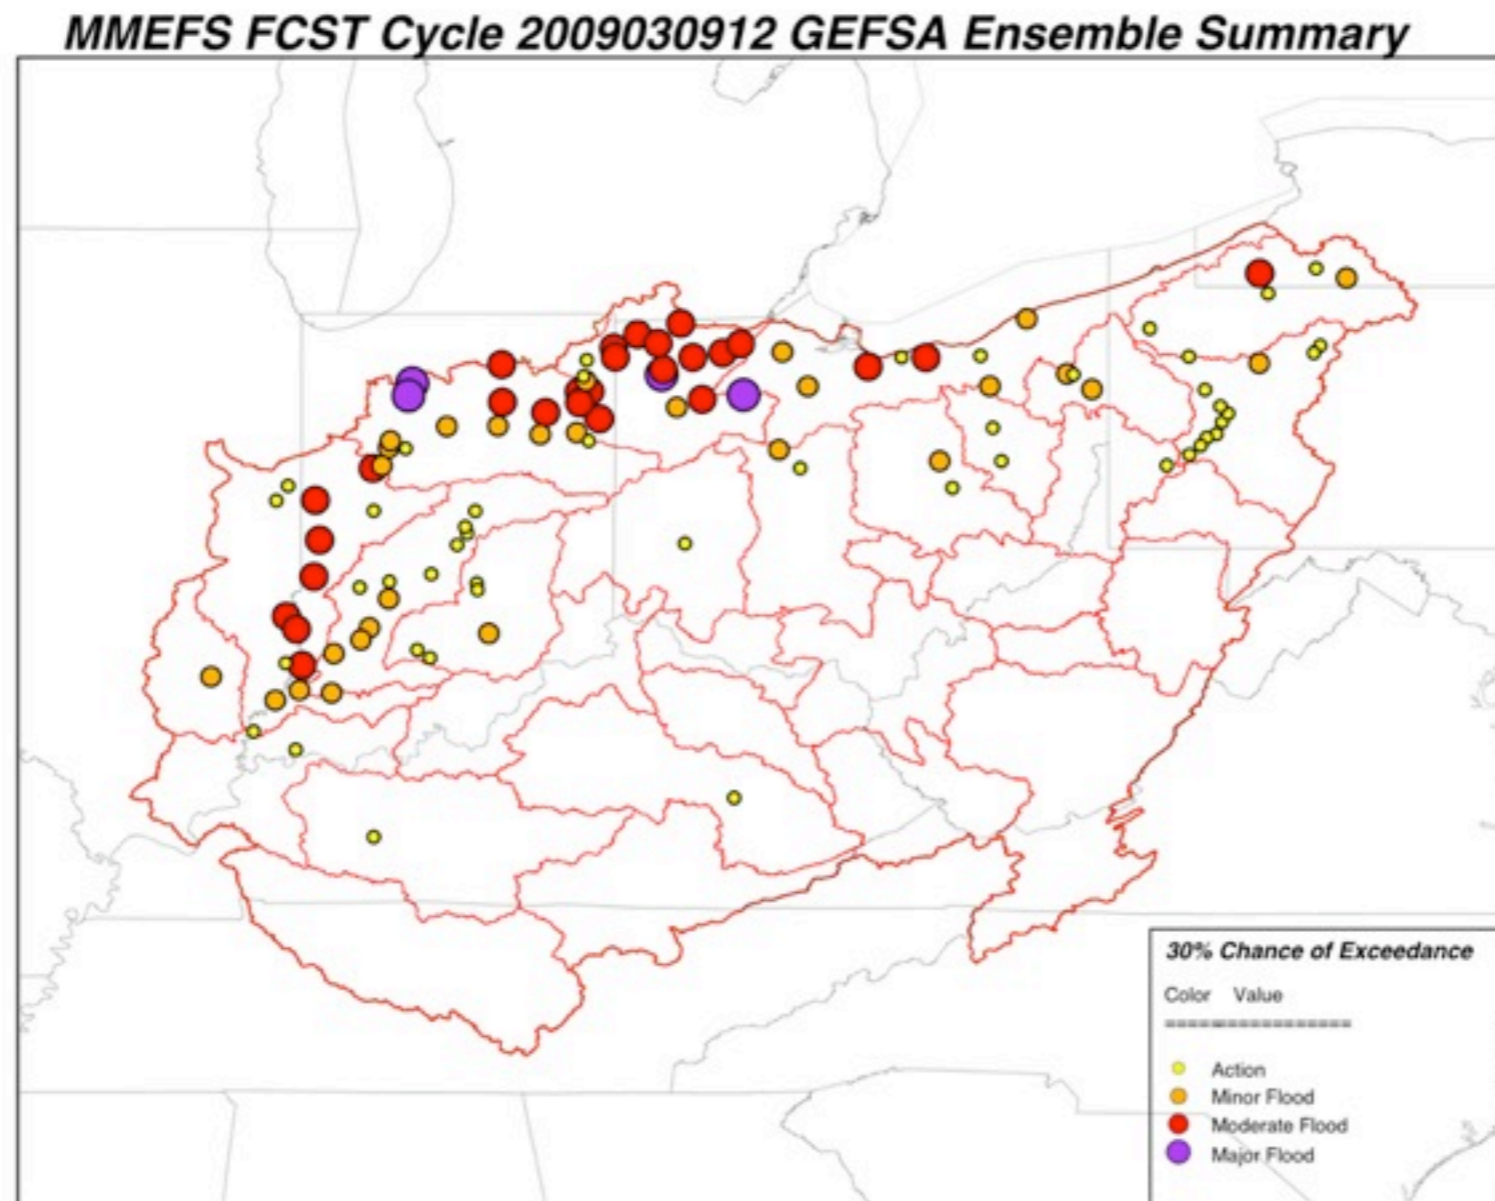 MMEFS FCST Cycle 2009030912 GEFSA Ensemble Summary
30% Chance of Exceedance
Color Value
==================
Action
Minor Flood
Moderate Flood
Major Flood